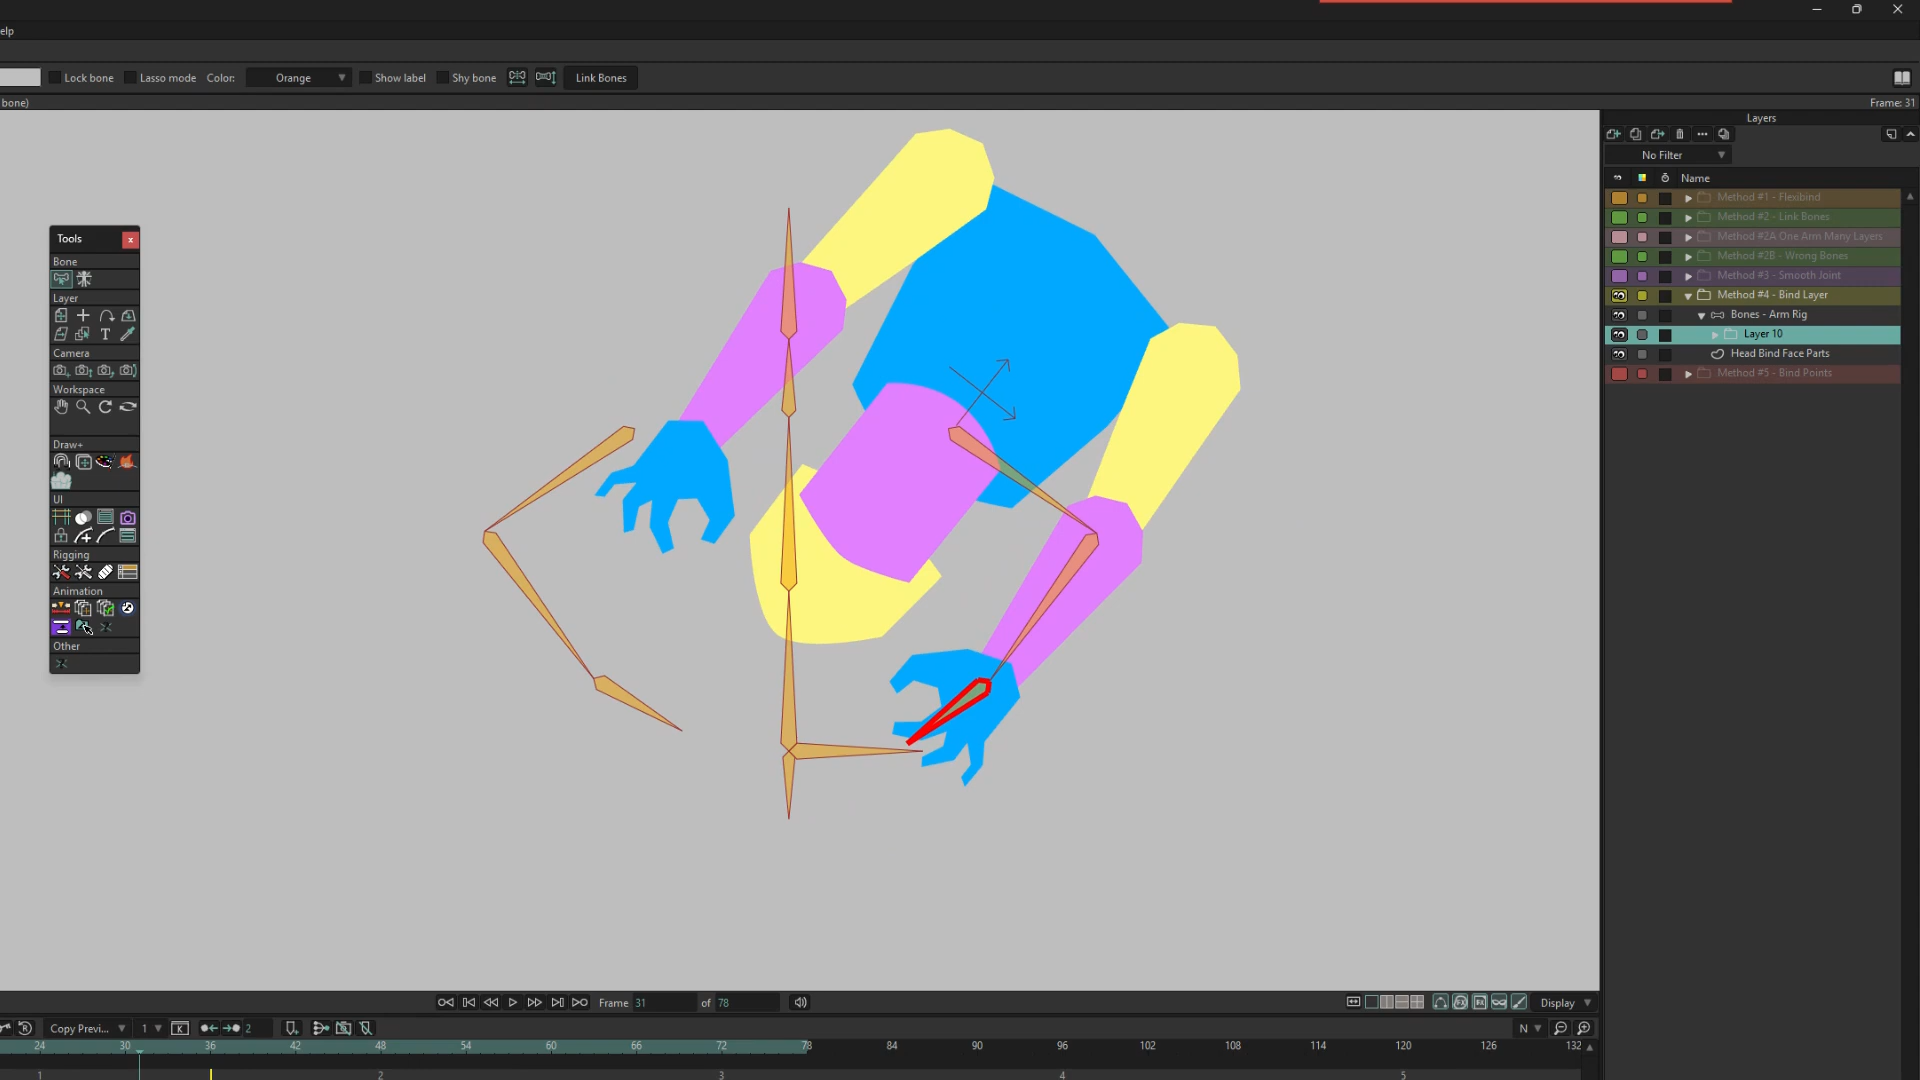 elp
Lock bone Lasso mode Color: Orange Show label Shy bone Link Bones
bone) Frame: 31
Layers
No Filter
Name
Method #1 - Flexibind
Method #2 - Link Bones
Method #2A One Arm Many Layers
Method #2B - Wrong Bones
Method #3 - Smooth Joint
Method #4 - Bind Layer
Bones - Arm Rig
Layer 10
Head Bind Face Parts
Method #5 - Bind Points
Tools x
Bone
Layer
T
Camera
Workspace
Draw+
UI
Rigging
Animation
Other
Frame 31 of 78 Display
Copy Previ... 1 K 2 N
24 30 36 42 48 54 60 66 72 78 84 90 96 102 108 114 120 126 132
1 2 3 4 5